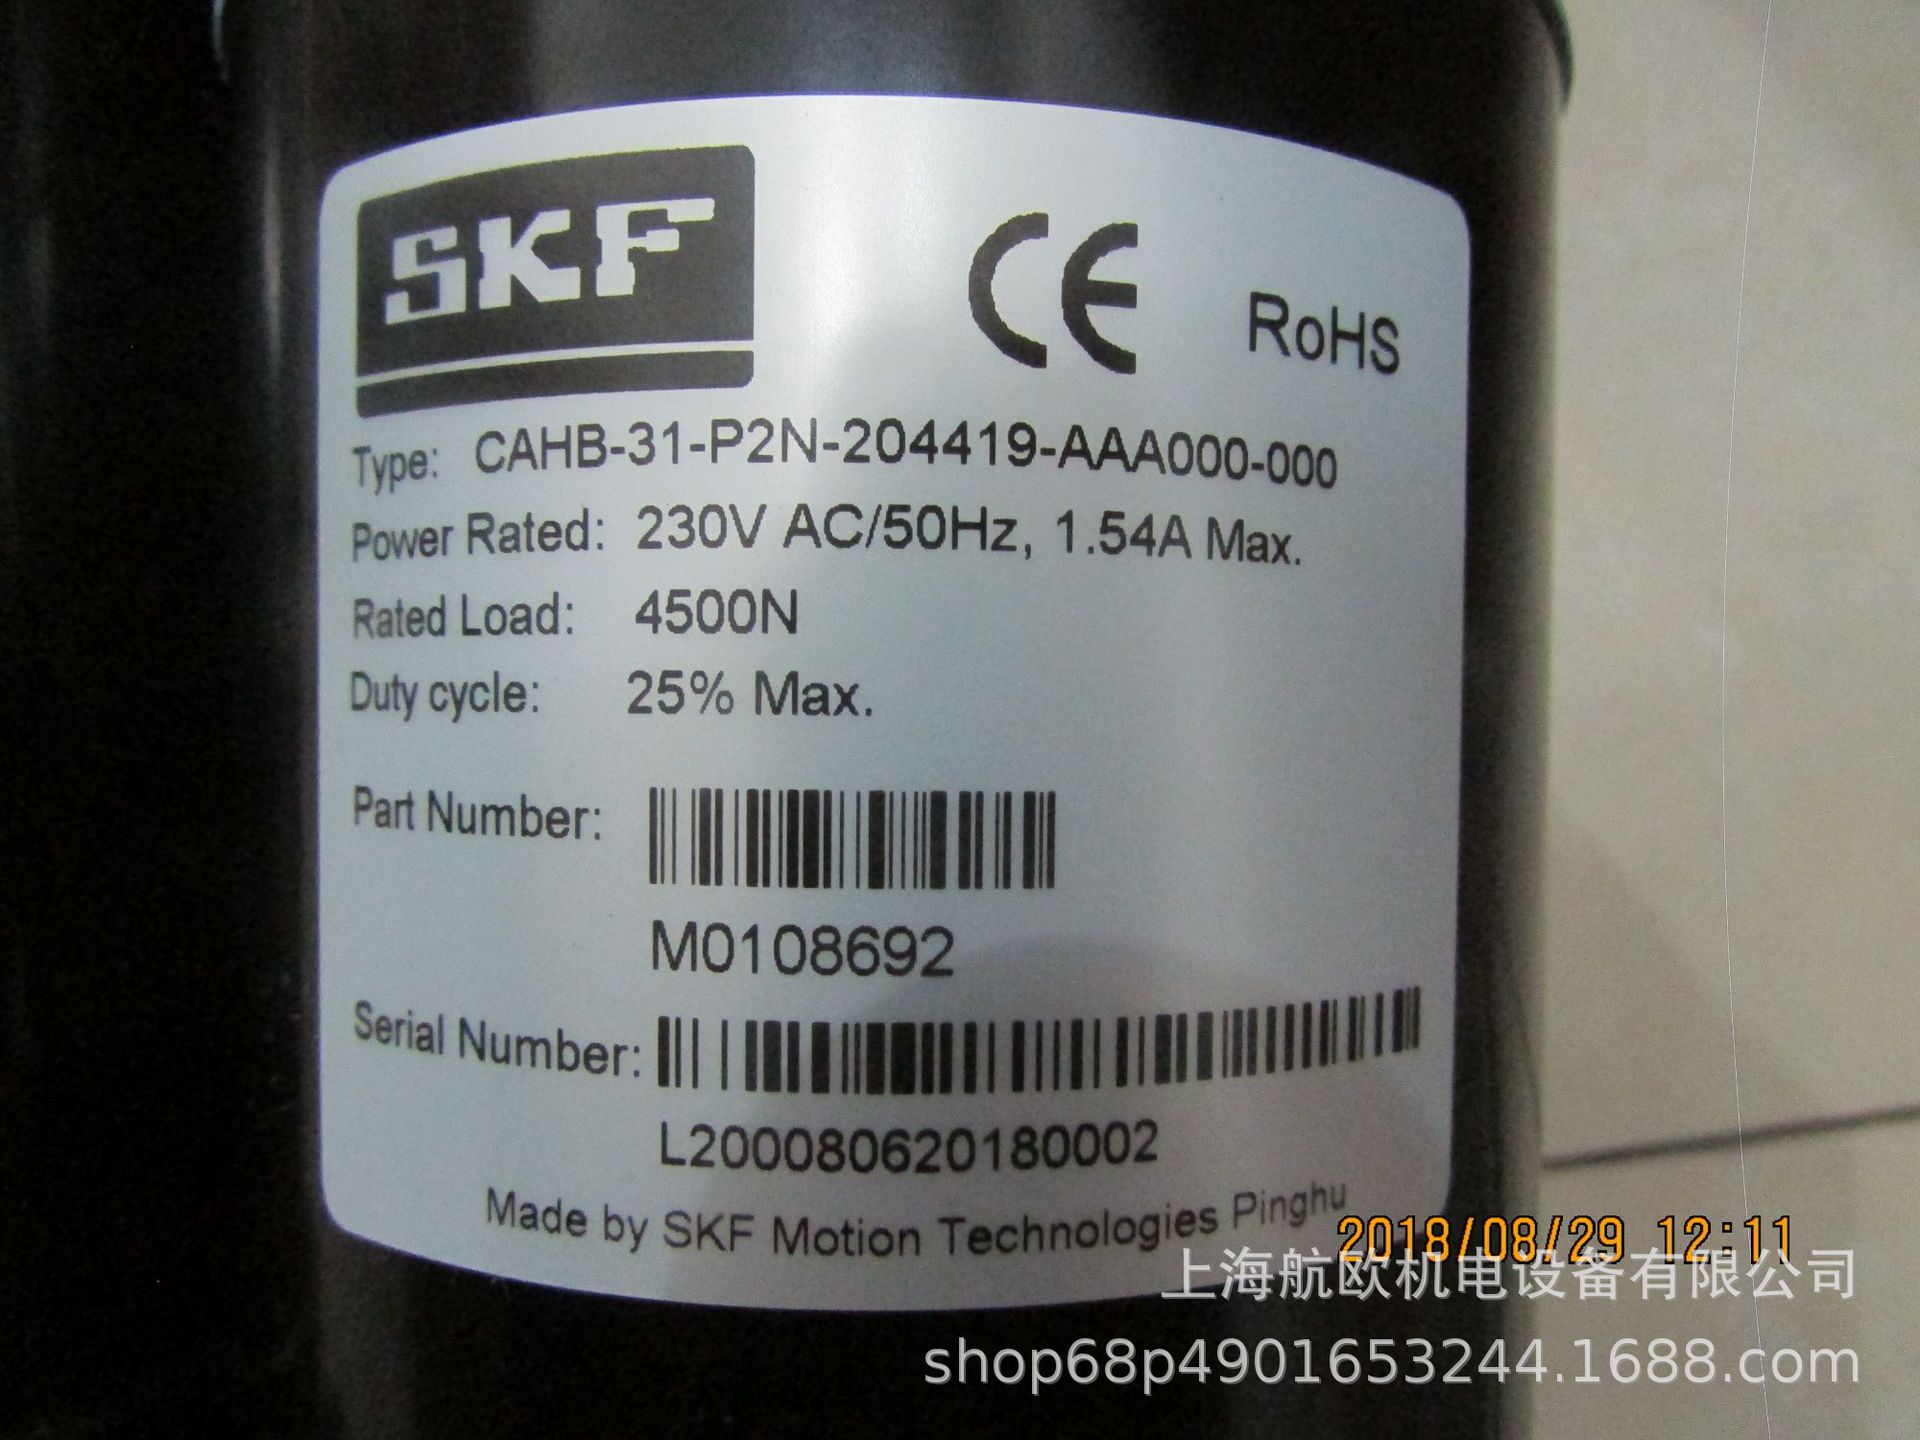 SKF
CE
RoHS
Type: CAHB-31-P2N-204419-AAA000-000
Power Rated: 230V AC/50Hz, 1.54A Max.
Rated Load: 4500N
Duty cycle: 25% Max.
Part Number:
M0108692
Serial Number:
L200080620180002
Made by SKF Motion Technologies Pinghu
2018/08/29 12:11
上海航欧机电设备有限公司
shop68p4901653244.1688.com